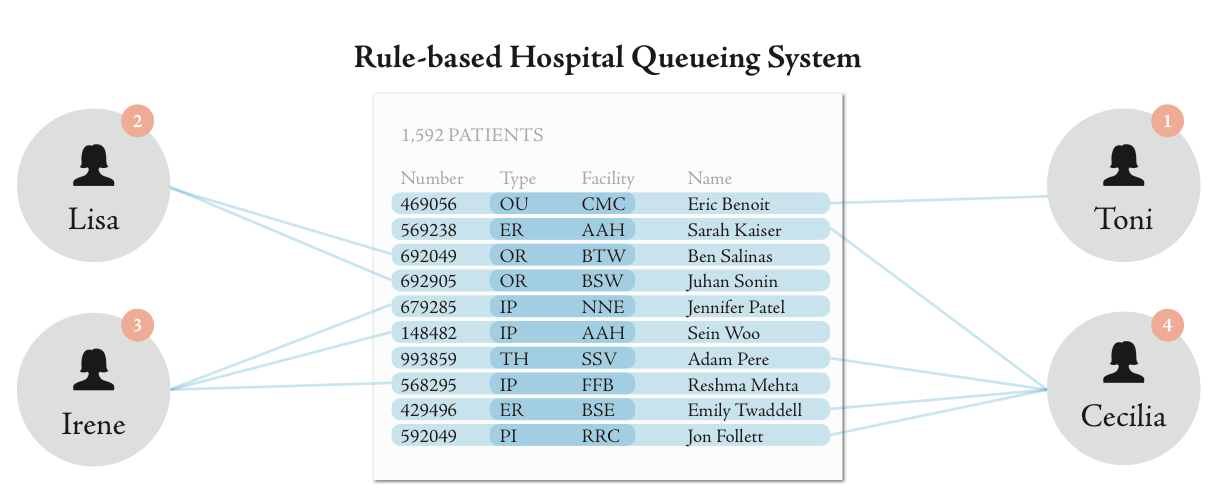 Rule-based Hospital Queueing System
2
Lisa
3
Irene
1,592 PATIENTS
Number Type Facility Name
469056 OU CMC Eric Benoit
569238 ER AAH Sarah Kaiser
692049 OR BTW Ben Salinas
692905 OR BSW Juhan Sonin
679285 IP NNE Jennifer Patel
148482 IP AAH Sein Woo
993859 TH SSV Adam Pere
568295 IP FFB Reshma Mehta
429496 ER BSE Emily Twaddell
592049 PI RRC Jon Follett
1
Toni
4
Cecilia